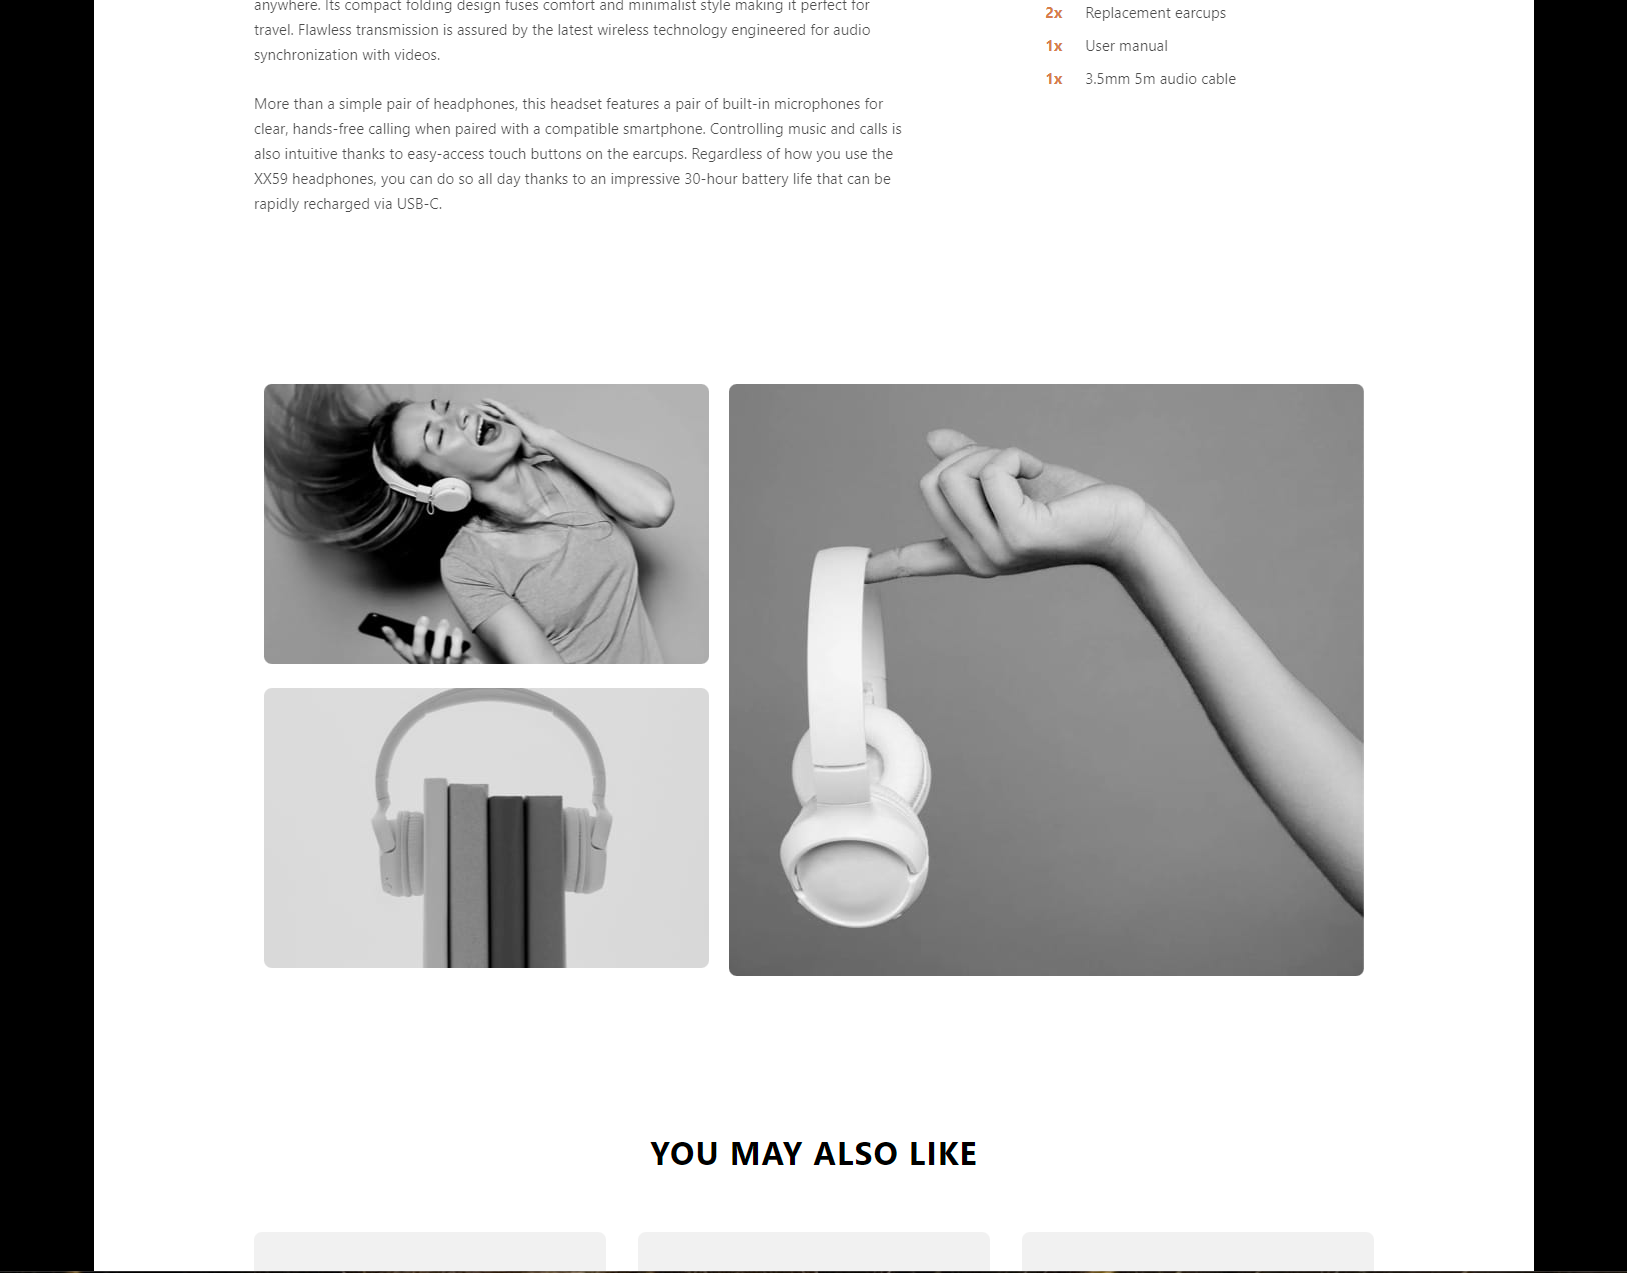 anywhere. Its compact folding design fuses comfort and minimalist style making it perfect for
travel. Flawless transmission is assured by the latest wireless technology engineered for audio
synchronization with videos.
More than a simple pair of headphones, this headset features a pair of built-in microphones for
clear, hands-free calling when paired with a compatible smartphone. Controlling music and calls is
also intuitive thanks to easy-access touch buttons on the earcups. Regardless of how you use the
XX59 headphones, you can do so all day thanks to an impressive 30-hour battery life that can be
rapidly recharged via USB-C.
2x Replacement earcups
1x User manual
1x 3.5mm 5m audio cable
YOU MAY ALSO LIKE